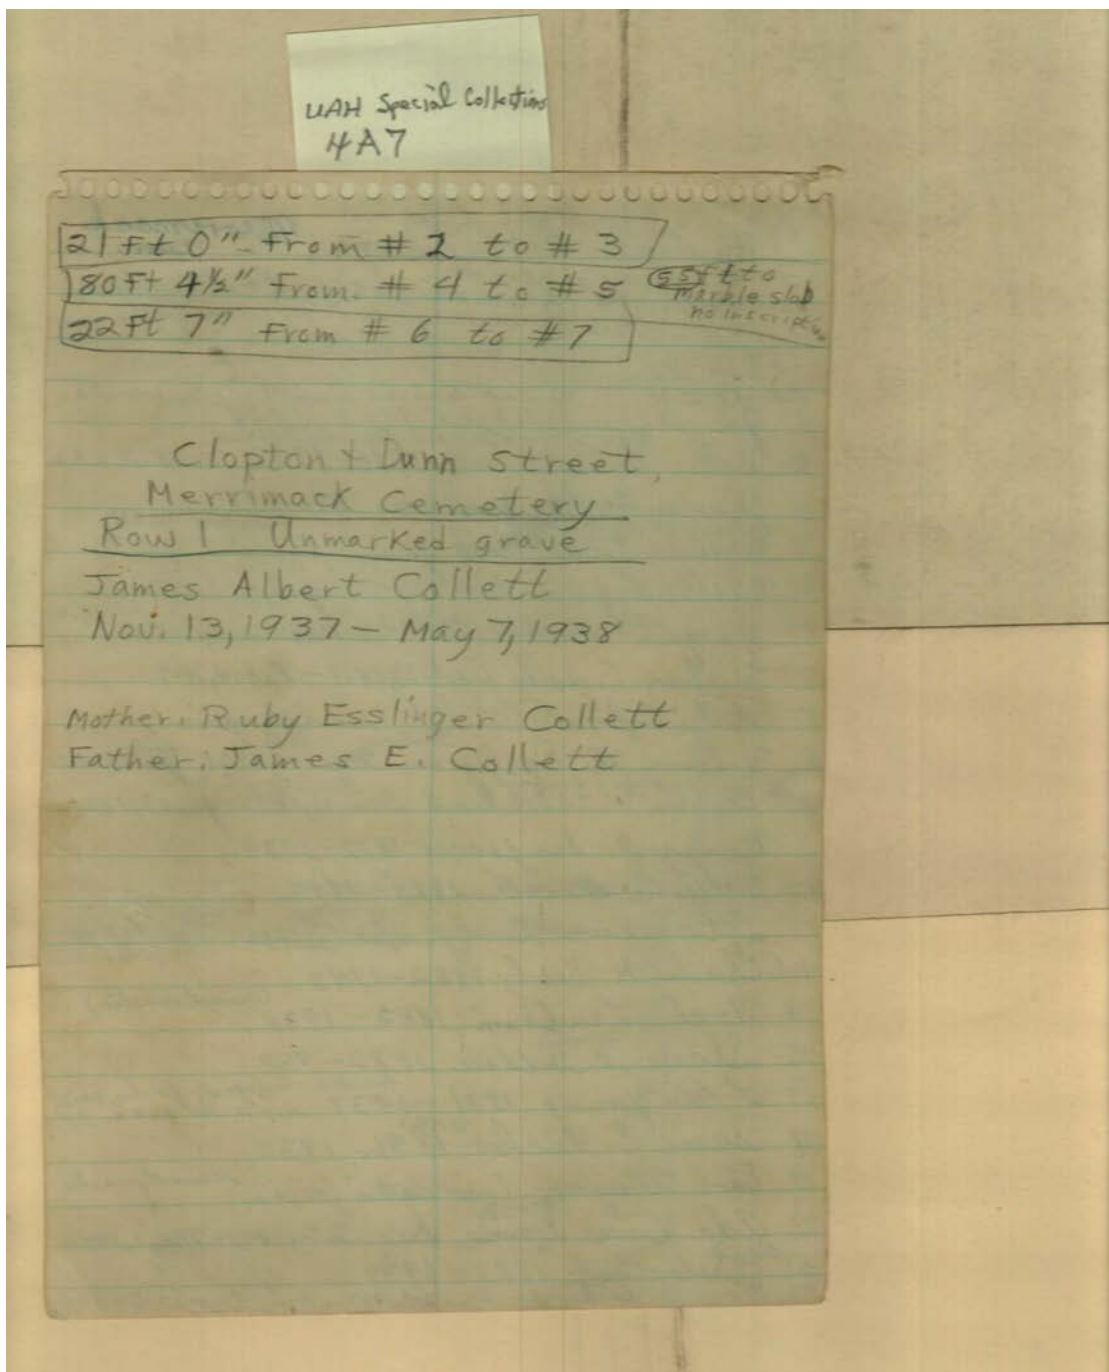 UAH Special Collections
4A7
21 ft 0" From # 2 to # 3
80 Ft 4½" From # 4 to # 5
55 ft to
marble slab
no inscription
22 Ft 7" From # 6 to #7
Clopton + Dunn Street,
Merrimack Cemetery
Row 1 Unmarked grave
James Albert Collett
Nov. 13, 1937 — May 7, 1938
Mother: Ruby Esslinger Collett
Father: James E. Collett